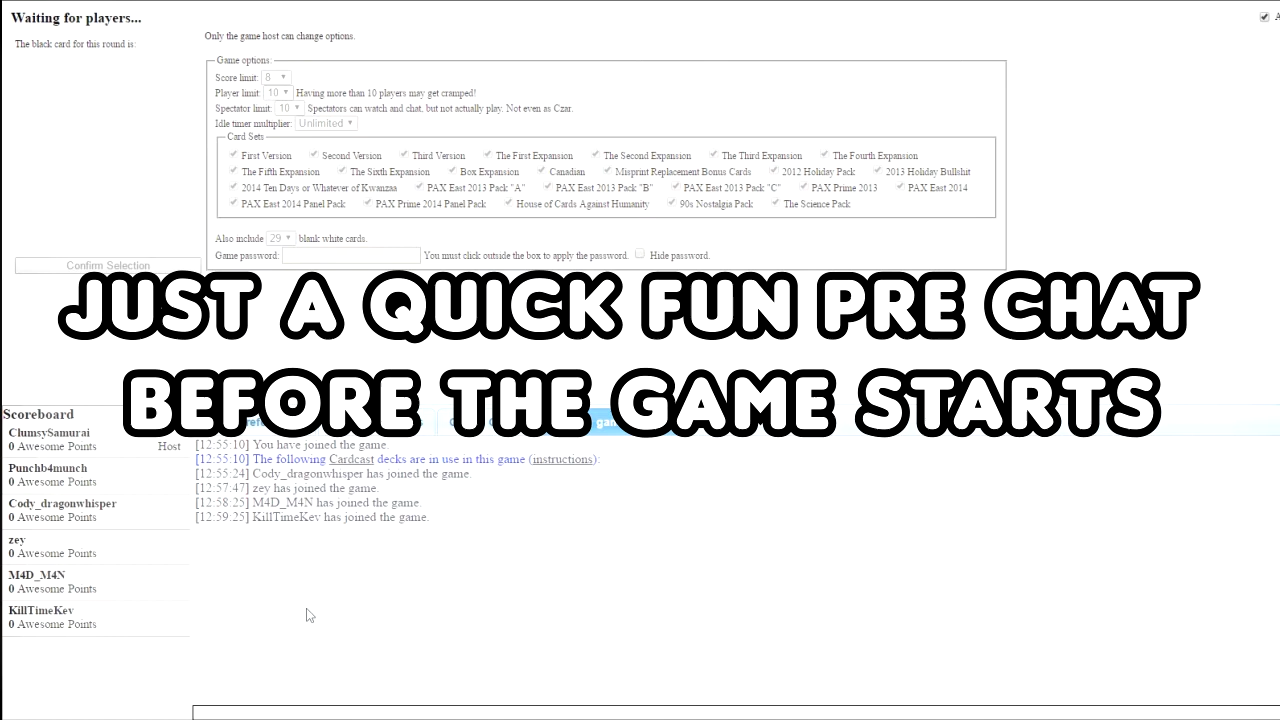 Waiting for players...
The black card for this round is:
Only the game host can change options.
Game options:
Score limit: 8
Player limit: 10 Having more than 10 players may get cramped!
Spectator limit: 10 Spectators can watch and chat, but not actually play. Not even as Czar.
Idle timer multiplier: Unlimited
Card Sets
First Version Second Version Third Version The First Expansion The Second Expansion The Third Expansion The Fourth Expansion
The Fifth Expansion The Sixth Expansion Box Expansion Canadian Misprint Replacement Bonus Cards 2012 Holiday Pack 2013 Holiday Bullshit
2014 Ten Days or Whatever of Kwanzaa PAX East 2013 Pack "A" PAX East 2013 Pack "B" PAX East 2013 Pack "C" PAX Prime 2013 PAX East 2014
PAX East 2014 Panel Pack PAX Prime 2014 Panel Pack House of Cards Against Humanity 90s Nostalgia Pack The Science Pack
Also include 29 blank white cards.
Game password: You must click outside the box to apply the password. Hide password.
Confirm Selection
JUST A QUICK FUN PRE CHAT
BEFORE THE GAME STARTS
Scoreboard
ClumsySamurai
0 Awesome Points Host
Punchb4munch
0 Awesome Points
Cody_dragonwhisper
0 Awesome Points
zey
0 Awesome Points
M4D_M4N
0 Awesome Points
KillTimeKev
0 Awesome Points
[12:55:10] You have joined the game.
[12:55:10] The following Cardcast decks are in use in this game (instructions):
[12:55:24] Cody_dragonwhisper has joined the game.
[12:57:47] zey has joined the game.
[12:58:25] M4D_M4N has joined the game.
[12:59:25] KillTimeKev has joined the game.